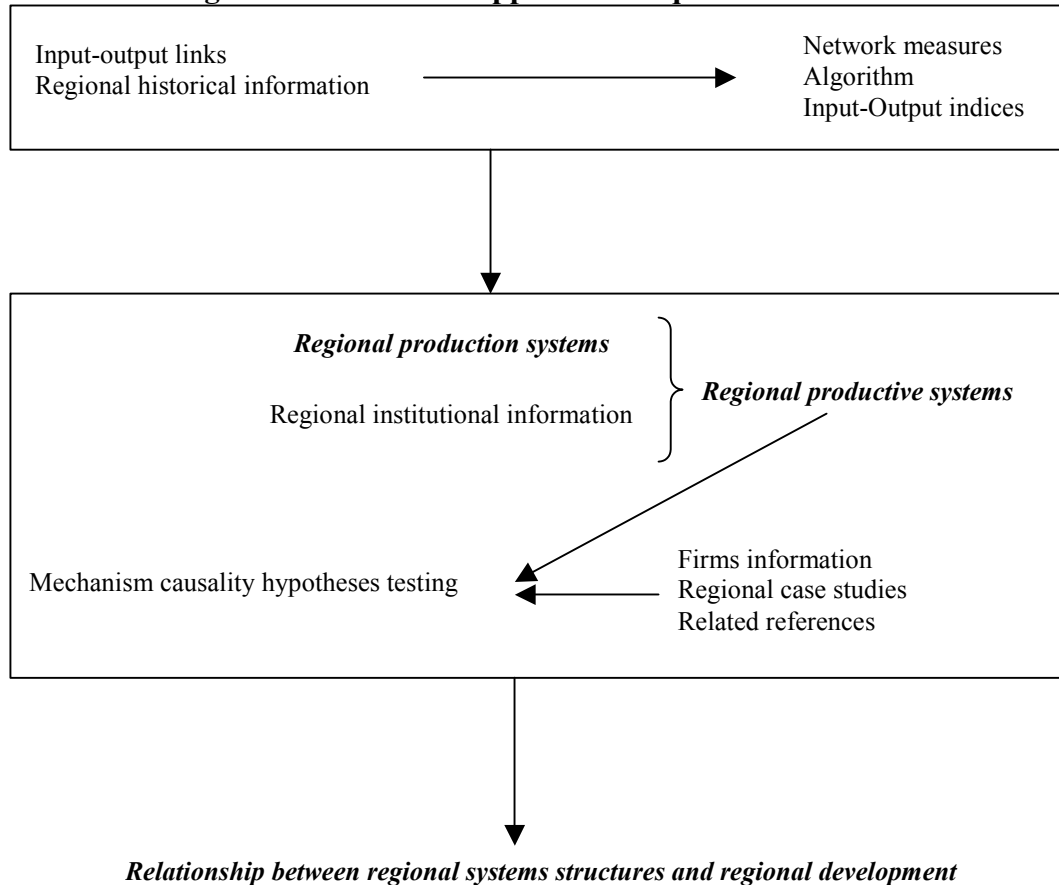 Input-output links
Regional historical information
Network measures
Algorithm
Input-Output indices
Regional production systems
Regional institutional information
Regional productive systems
Mechanism causality hypotheses testing
Firms information
Regional case studies
Related references
Relationship between regional systems structures and regional development